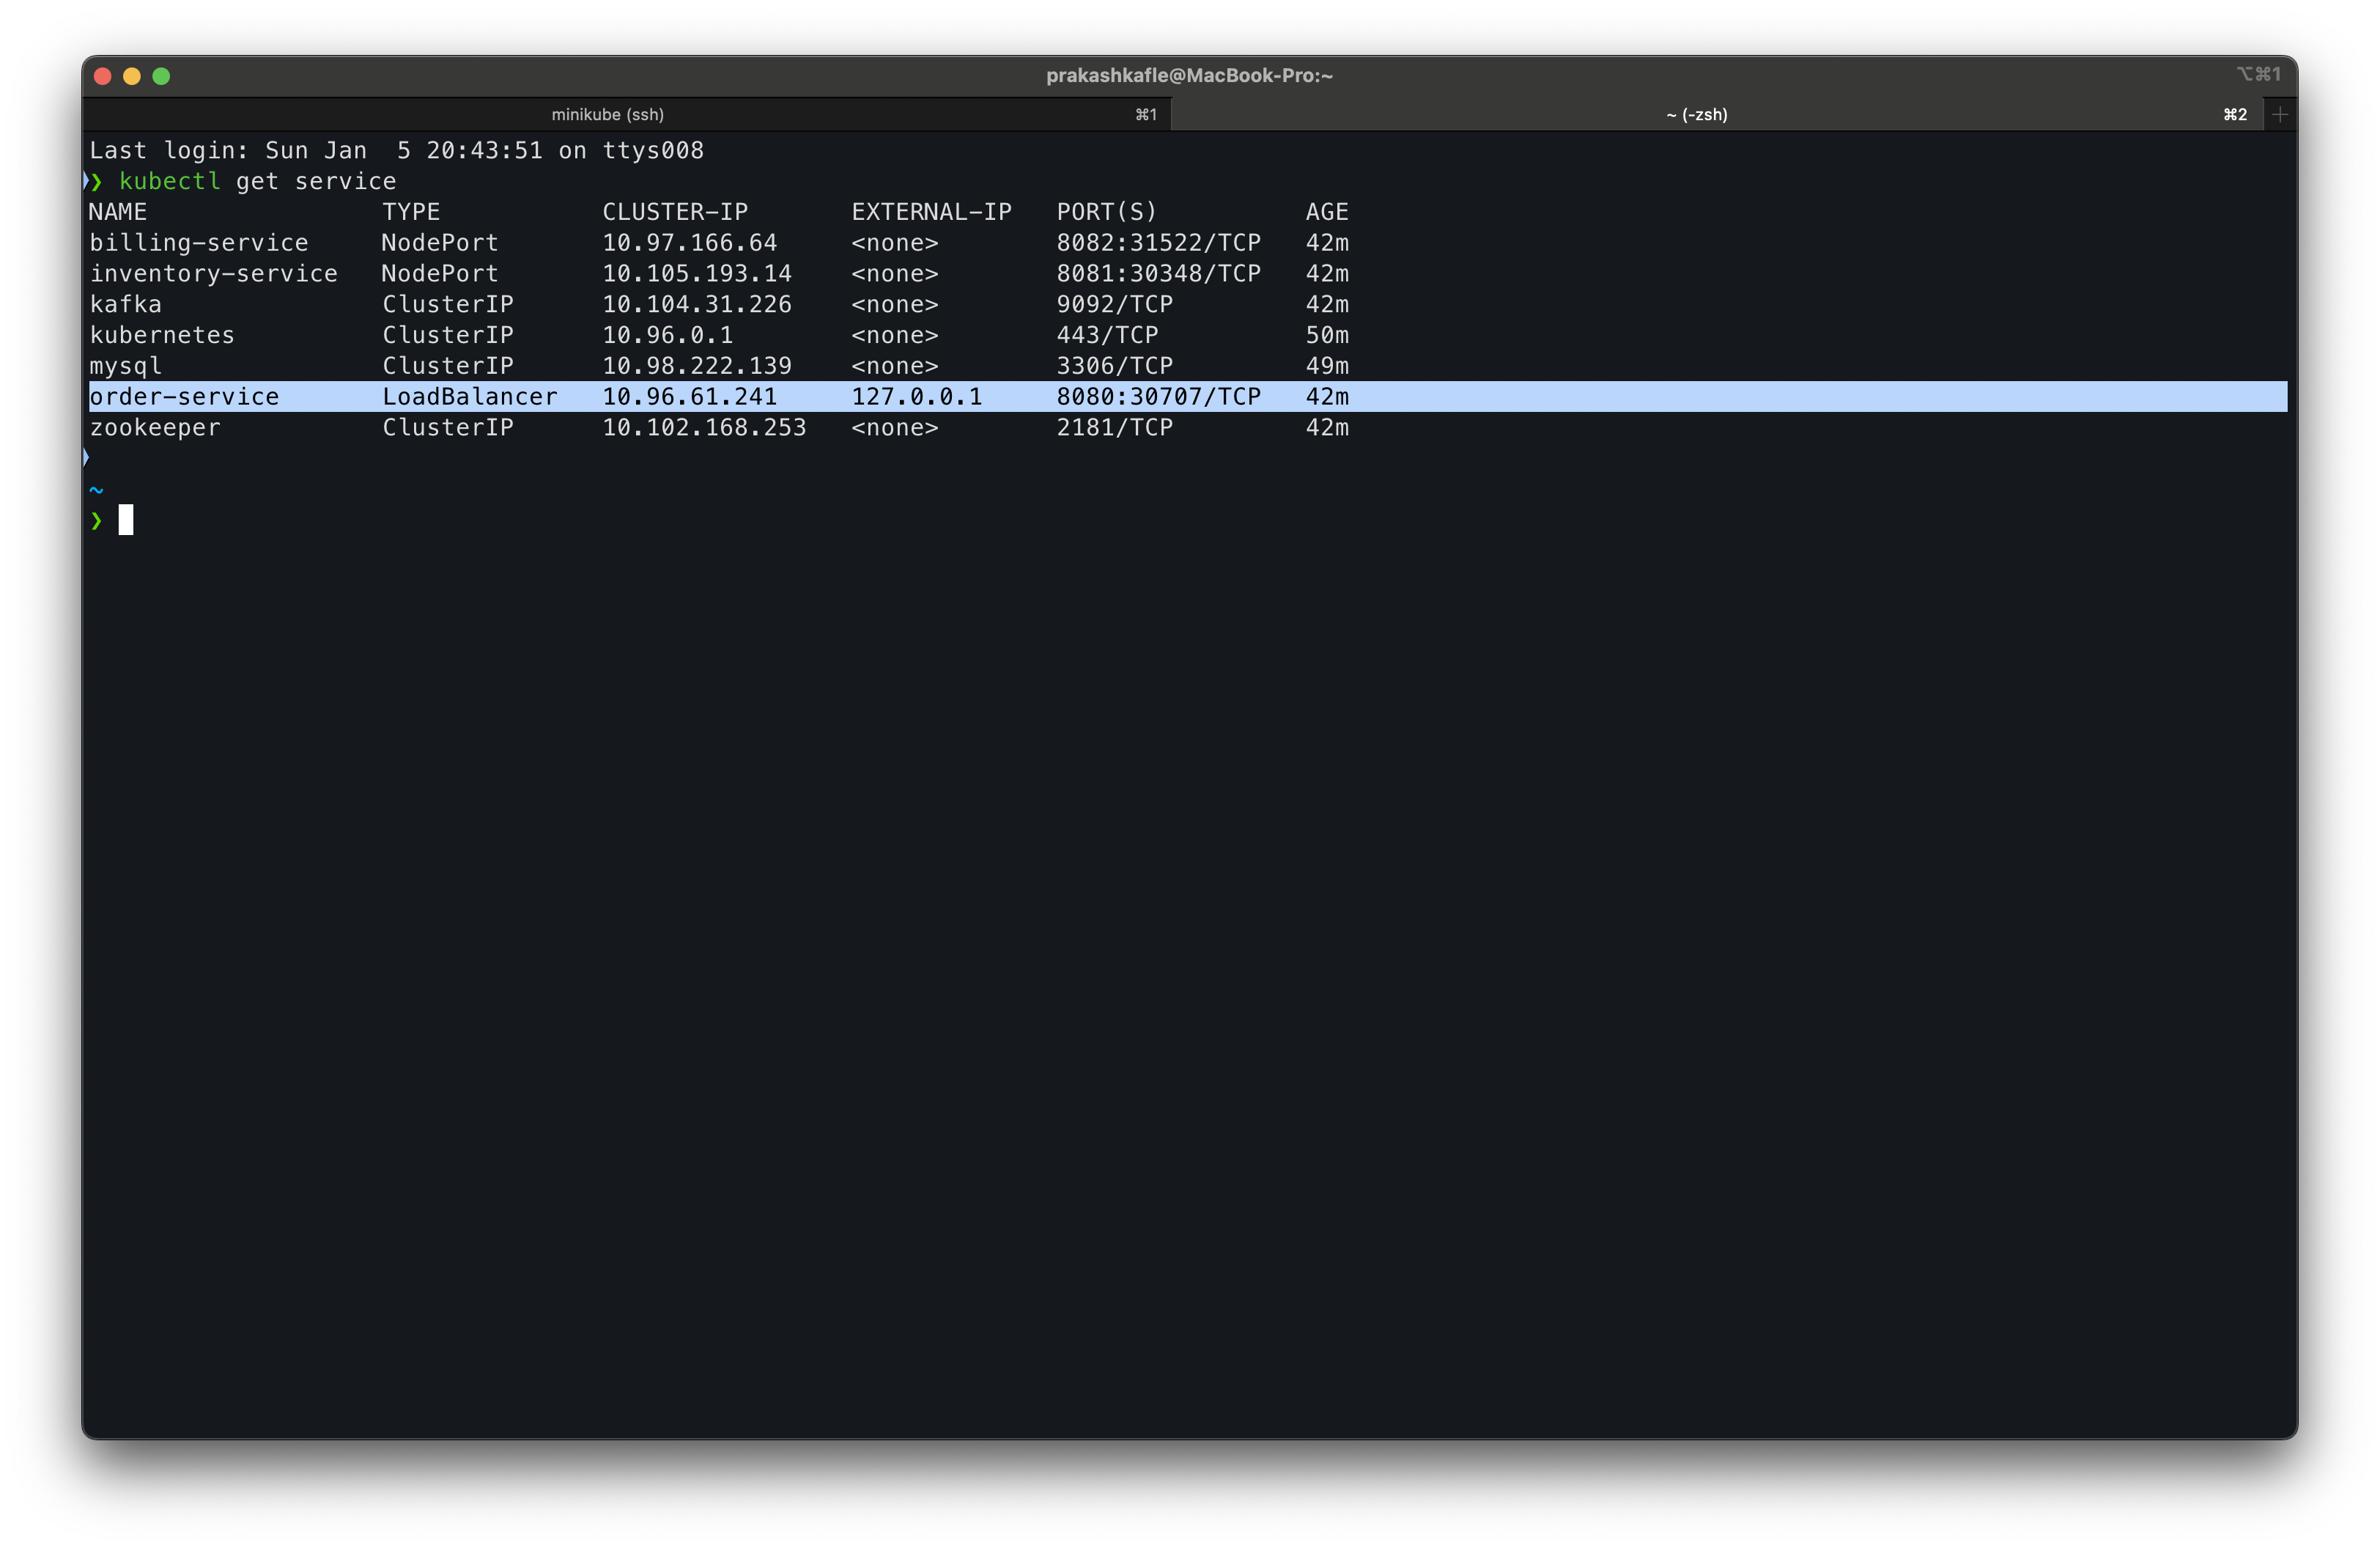 prakashkafle@MacBook-Pro:~ ⌥⌘1
minikube (ssh) ⌘1 ~ (-zsh) ⌘2 +
Last login: Sun Jan  5 20:43:51 on ttys008
❯ kubectl get service
NAME                TYPE           CLUSTER-IP       EXTERNAL-IP   PORT(S)          AGE
billing-service     NodePort       10.97.166.64     <none>        8082:31522/TCP   42m
inventory-service   NodePort       10.105.193.14    <none>        8081:30348/TCP   42m
kafka               ClusterIP      10.104.31.226    <none>        9092/TCP         42m
kubernetes          ClusterIP      10.96.0.1        <none>        443/TCP          50m
mysql               ClusterIP      10.98.222.139    <none>        3306/TCP         49m
order-service       LoadBalancer   10.96.61.241     127.0.0.1     8080:30707/TCP   42m
zookeeper           ClusterIP      10.102.168.253   <none>        2181/TCP         42m
~
❯